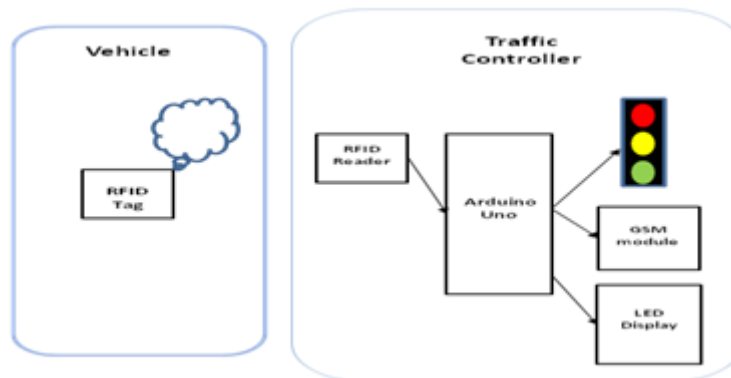 Vehicle
RFID
Tag
Traffic
Controller
RFID
Reader
Arduino
Uno
GSM
module
LED
Display